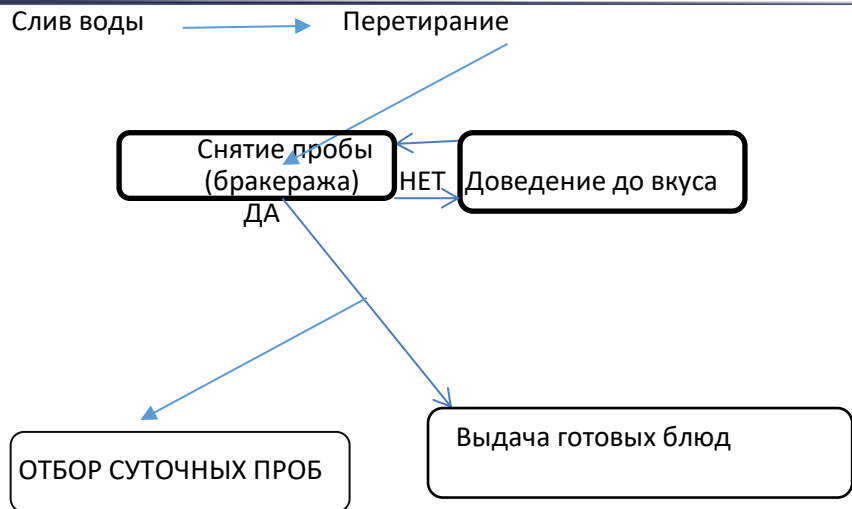 Слив воды
Перетирание
Снятие пробы
(бракеража)
НЕТ
Доведение до вкуса
ДА
ОТБОР СУТОЧНЫХ ПРОБ
Выдача готовых блюд